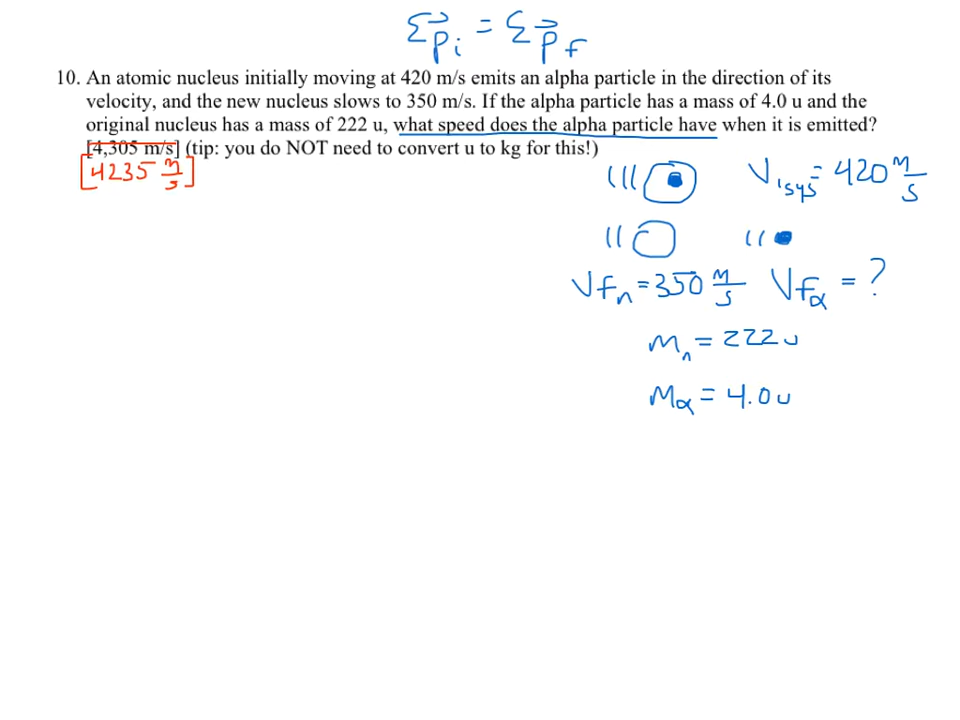 Σp⃗i = Σp⃗f
10. An atomic nucleus initially moving at 420 m/s emits an alpha particle in the direction of its
velocity, and the new nucleus slows to 350 m/s. If the alpha particle has a mass of 4.0 u and the
original nucleus has a mass of 222 u, what speed does the alpha particle have when it is emitted?
[4,305 m/s] (tip: you do NOT need to convert u to kg for this!)
[4235 m/s]
Visys = 420 m/s
Vfn = 350 m/s Vfα = ?
mn = 222u
mα = 4.0u